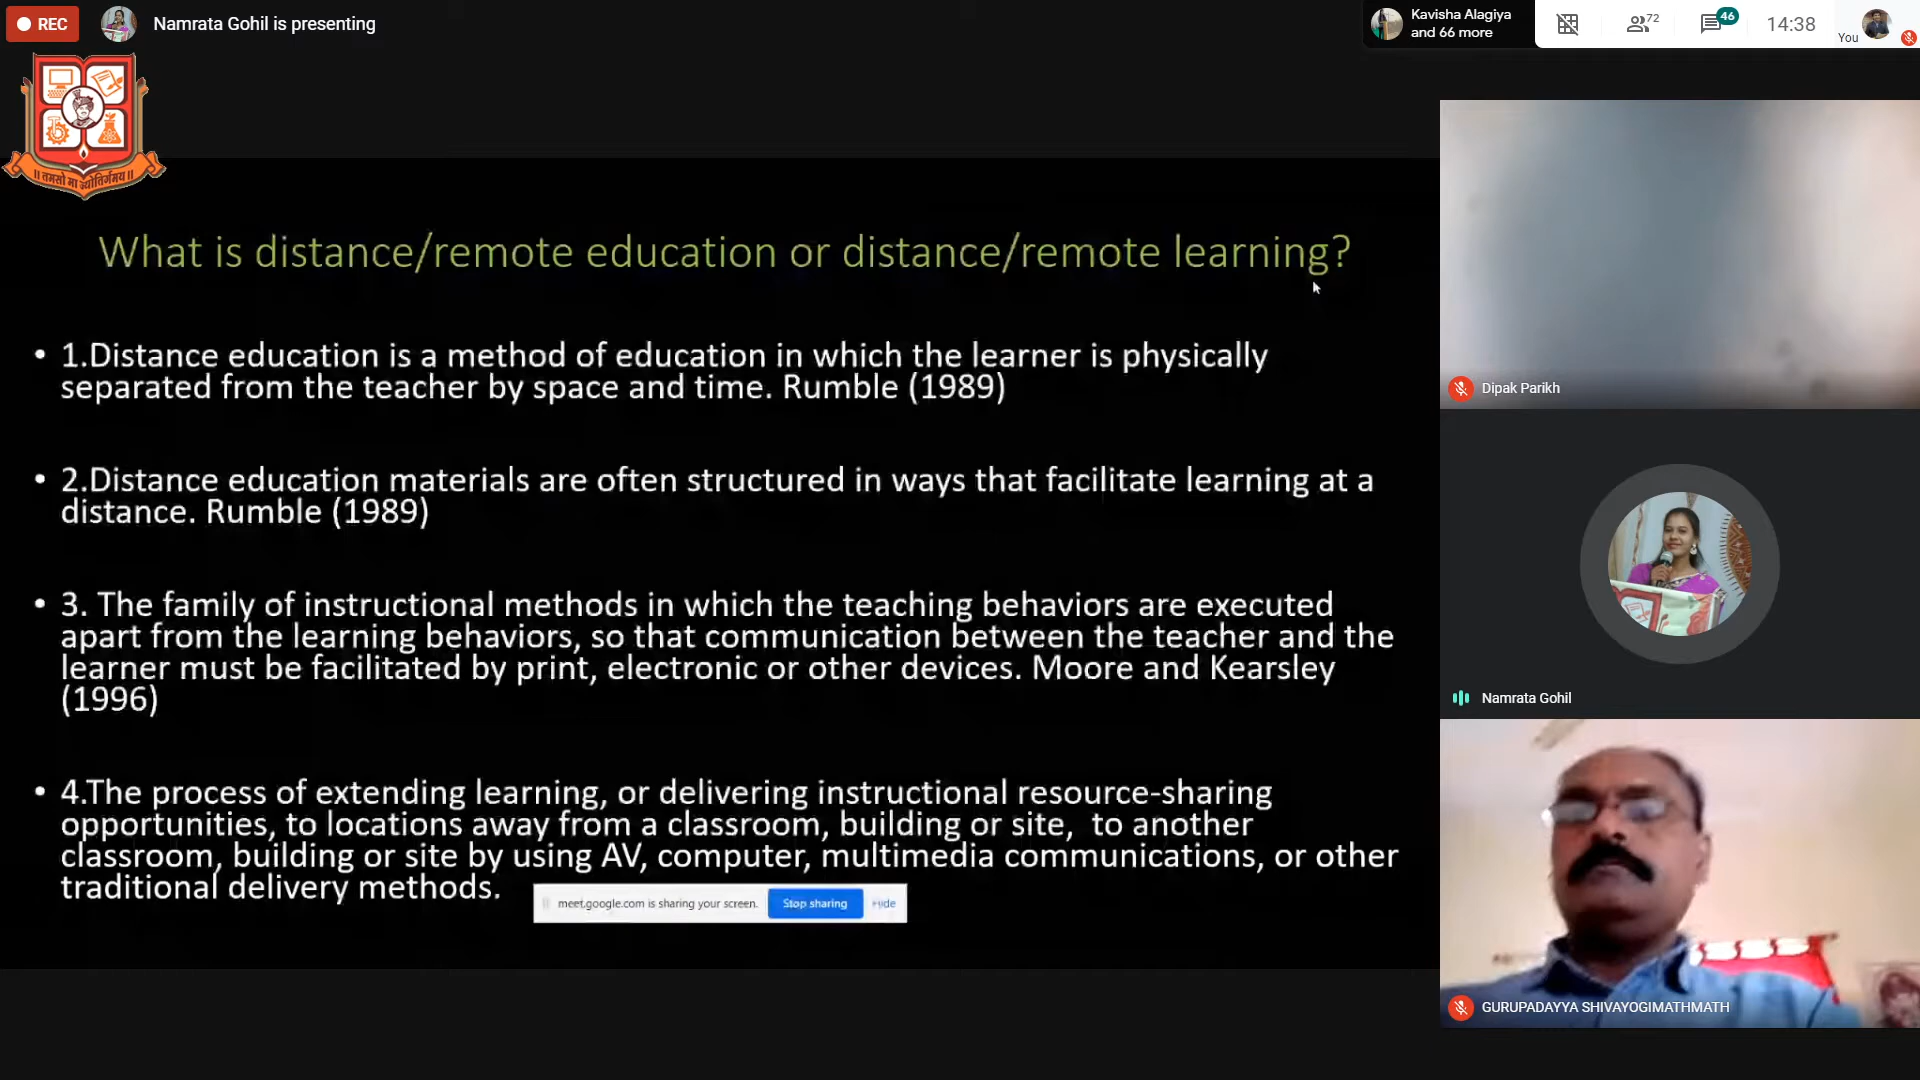 REC
Namrata Gohil is presenting
Kavisha Alagiya
and 66 more
72
46
14:38
You
॥ तमसो मा ज्योतिर्गमय ॥
What is distance/remote education or distance/remote learning?
• 1.Distance education is a method of education in which the learner is physically
separated from the teacher by space and time. Rumble (1989)
• 2.Distance education materials are often structured in ways that facilitate learning at a
distance. Rumble (1989)
• 3. The family of instructional methods in which the teaching behaviors are executed
apart from the learning behaviors, so that communication between the teacher and the
learner must be facilitated by print, electronic or other devices. Moore and Kearsley
(1996)
• 4.The process of extending learning, or delivering instructional resource-sharing
opportunities, to locations away from a classroom, building or site, to another
classroom, building or site by using AV, computer, multimedia communications, or other
traditional delivery methods.
meet.google.com is sharing your screen. Stop sharing Hide
Dipak Parikh
Namrata Gohil
GURUPADAYYA SHIVAYOGIMATHMATH